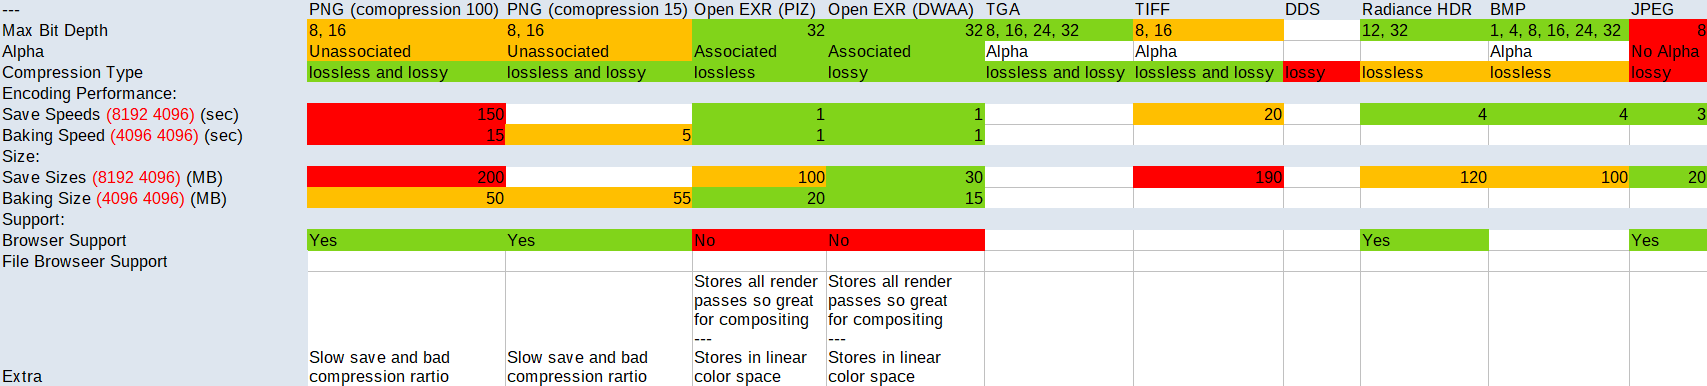 --- PNG (comopression 100) PNG (comopression 15) Open EXR (PIZ) Open EXR (DWAA) TGA TIFF DDS Radiance HDR BMP JPEG
Max Bit Depth 8, 16 8, 16 32 32 8, 16, 24, 32 8, 16 12, 32 1, 4, 8, 16, 24, 32 8
Alpha Unassociated Unassociated Associated Associated Alpha Alpha Alpha No Alpha
Compression Type lossless and lossy lossless and lossy lossless lossy lossless and lossy lossless and lossy lossy lossless lossless lossy
Encoding Performance:
Save Speeds (8192 4096) (sec) 150 1 1 20 4 4 3
Baking Speed (4096 4096) (sec) 15 5 1 1
Size:
Save Sizes (8192 4096) (MB) 200 100 30 190 120 100 20
Baking Size (4096 4096) (MB) 50 55 20 15
Support:
Browser Support Yes Yes No No Yes Yes
File Browseer Support
Stores all render Stores all render
passes so great passes so great
for compositing for compositing
--- ---
Slow save and bad Slow save and bad Stores in linear Stores in linear
Extra compression rartio compression rartio color space color space